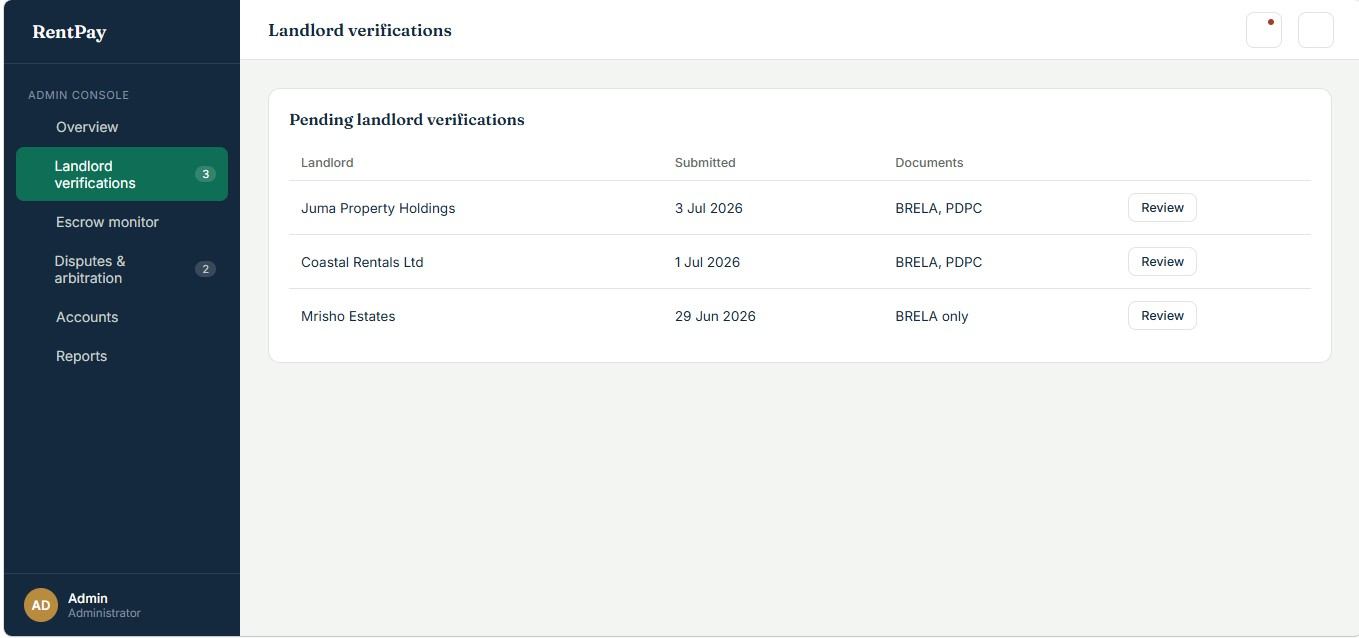 RentPay
ADMIN CONSOLE
Overview
Landlord
verifications 3
Escrow monitor
Disputes &
arbitration 2
Accounts
Reports
AD
Admin
Administrator
Landlord verifications
Pending landlord verifications
Landlord Submitted Documents
Juma Property Holdings 3 Jul 2026 BRELA, PDPC Review
Coastal Rentals Ltd 1 Jul 2026 BRELA, PDPC Review
Mrisho Estates 29 Jun 2026 BRELA only Review